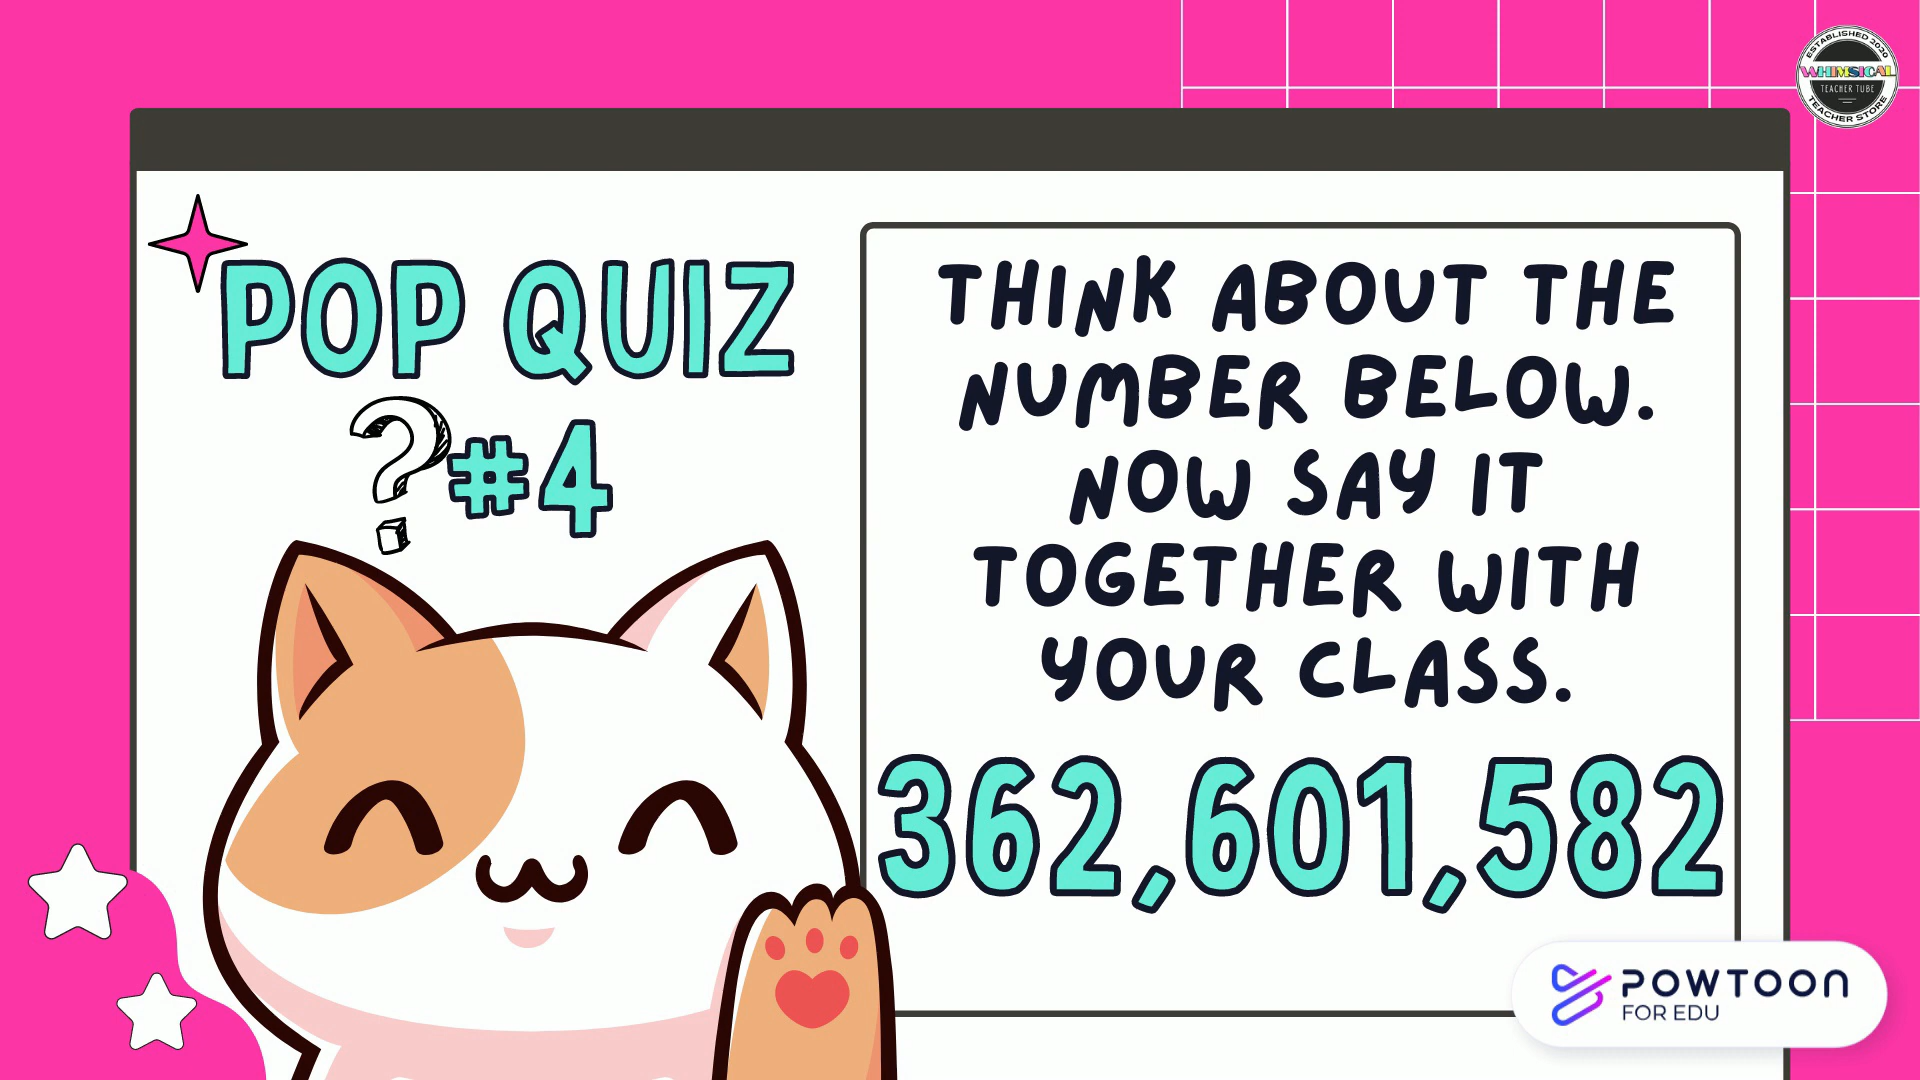 ESTABLISHED 2020
WHIMSICAL
TEACHER TUBE
TEACHER STORE
POP QUIZ
?#4
THINK ABOUT THE
NUMBER BELOW.
NOW SAY IT
TOGETHER WITH
YOUR CLASS.
362,601,582
POWTOON
FOR EDU